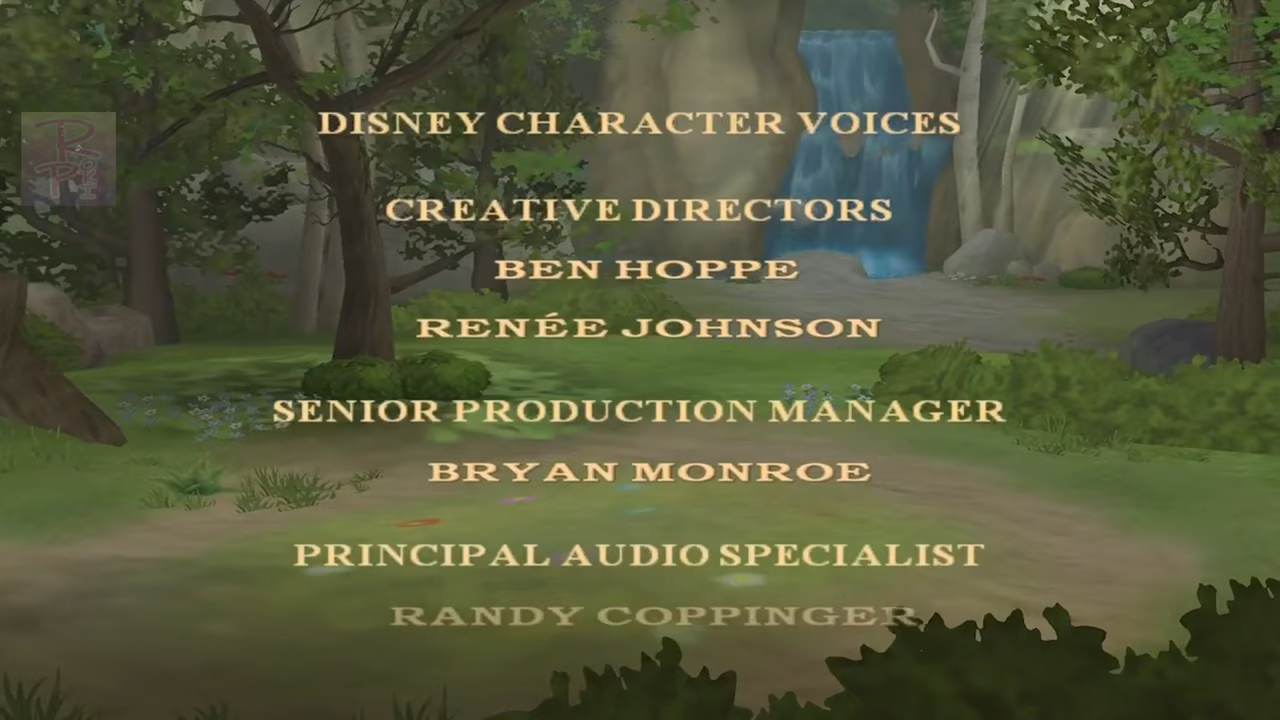 DISNEY CHARACTER VOICES
CREATIVE DIRECTORS
BEN HOPPE
RENÉE JOHNSON
SENIOR PRODUCTION MANAGER
BRYAN MONROE
PRINCIPAL AUDIO SPECIALIST
RANDY COPPINGER